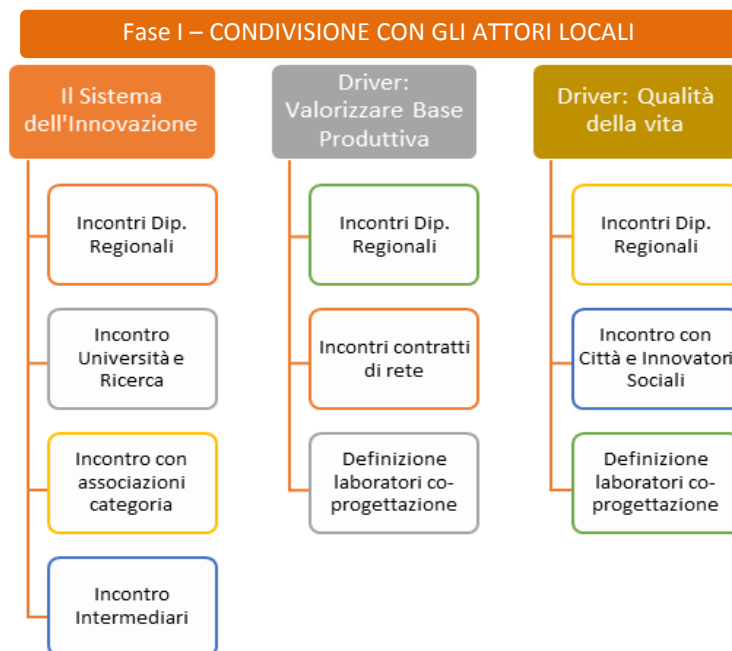 Fase I – CONDIVISIONE CON GLI ATTORI LOCALI
Il Sistema
dell'Innovazione
Incontri Dip.
Regionali
Incontro
Università e
Ricerca
Incontro con
associazioni
categoria
Incontro
Intermediari
Driver:
Valorizzare Base
Produttiva
Incontri Dip.
Regionali
Incontri contratti
di rete
Definizione
laboratori co-
progettazione
Driver: Qualità
della vita
Incontri Dip.
Regionali
Incontro con
Città e Innovatori
Sociali
Definizione
laboratori co-
progettazione